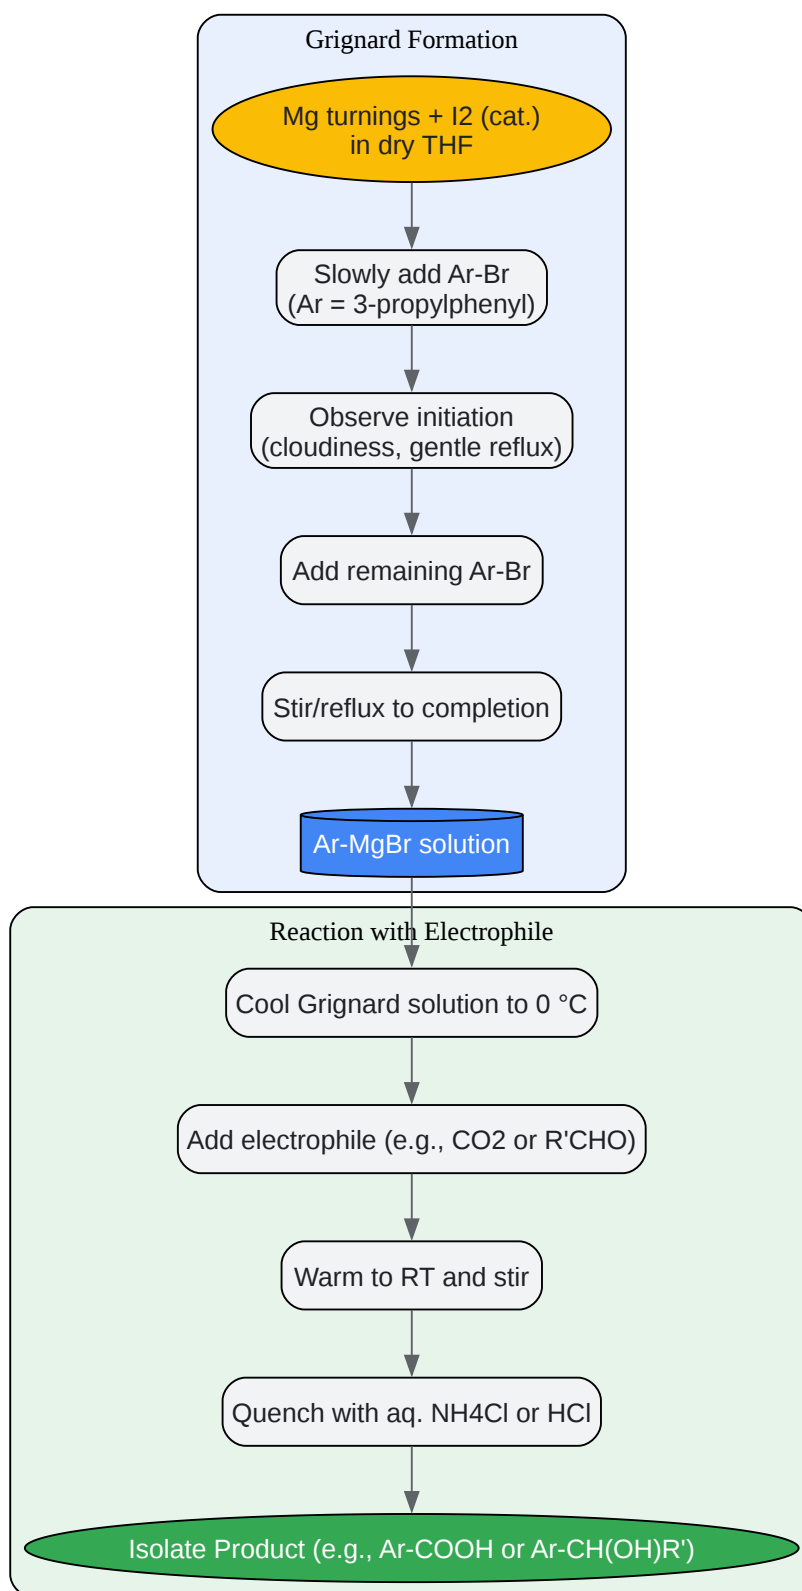 Grignard Formation
Mg turnings + I2 (cat.)
in dry THF
Slowly add Ar-Br
(Ar = 3-propylphenyl)
Observe initiation
(cloudiness, gentle reflux)
Add remaining Ar-Br
Stir/reflux to completion
Ar-MgBr solution
Reaction with Electrophile
Cool Grignard solution to 0 °C
Add electrophile (e.g., CO2 or R'CHO)
Warm to RT and stir
Quench with aq. NH4Cl or HCl
Isolate Product (e.g., Ar-COOH or Ar-CH(OH)R')